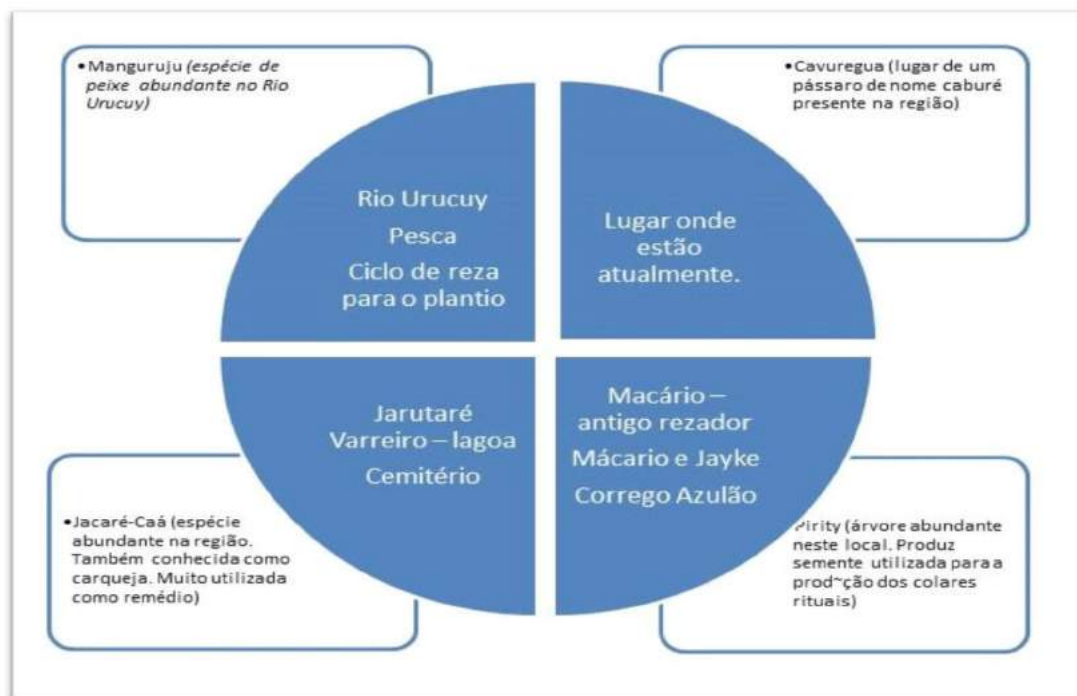 •Manguruju (espécie de
peixe abundante no Rio
Urucuy)
•Cavuregua (lugar de um
pássaro de nome caburé
presente na região)
Rio Urucuy
Pesca
Ciclo de reza
para o plantio
Lugar onde
estão
atualmente.
Jarutaré
Varreiro – lagoa
Cemitério
Macário –
antigo rezador
Mácario e Jayke
Corrego Azulão
•Jacaré-Caá (espécie
abundante na região.
Também conhecida como
carqueja. Muito utilizada
como remédio)
Pirity (árvore abundante
neste local. Produz
semente utilizada para a
prod~ção dos colares
rituais)